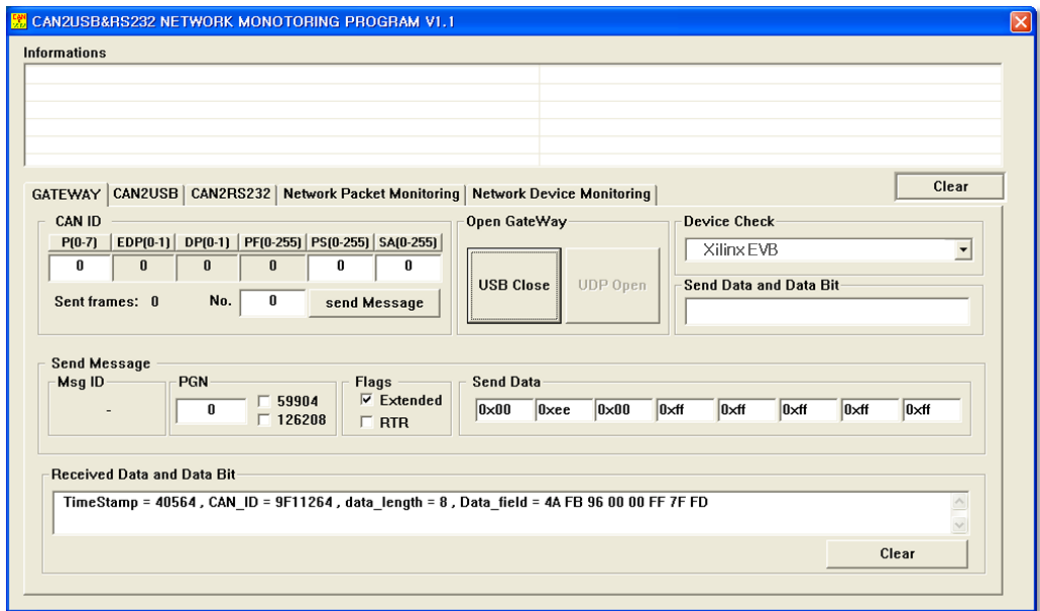 CAN2USB&RS232 NETWORK MONOTORING PROGRAM V1.1
Informations
GATEWAY CAN2USB CAN2RS232 Network Packet Monitoring Network Device Monitoring Clear
CAN ID Open GateWay Device Check
P(0-7) EDP(0-1) DP(0-1) PF(0-255) PS(0-255) SA(0-255) Xilinx EVB
0 0 0 0 0 0
USB Close UDP Open Send Data and Data Bit
Sent frames: 0 No. 0 send Message
Send Message
Msg ID PGN Flags Send Data
- 0 59904 Extended 0x00 0xee 0x00 0xff 0xff 0xff 0xff 0xff
126208 RTR
Received Data and Data Bit
TimeStamp = 40564 , CAN_ID = 9F11264 , data_length = 8 , Data_field = 4A FB 96 00 00 FF 7F FD
Clear